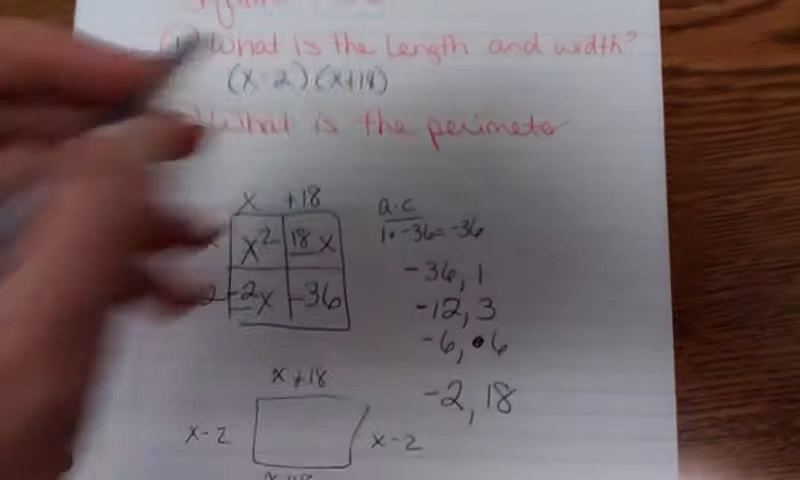 What is the length and width?
(x-2)(x+18)
What is the perimeter
x +18
x² 18x
-2x -36
a·c
1·-36=-36
-36, 1
-12, 3
-6, 6
-2, 18
x+18
x-2 x-2